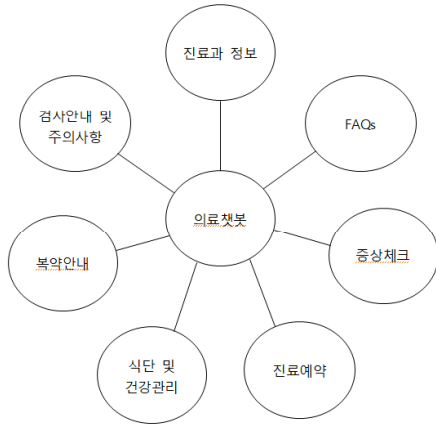 진료과 정보
검사안내 및
주의사항
FAQs
의료챗봇
복약안내
증상체크
식단 및
건강관리
진료예약